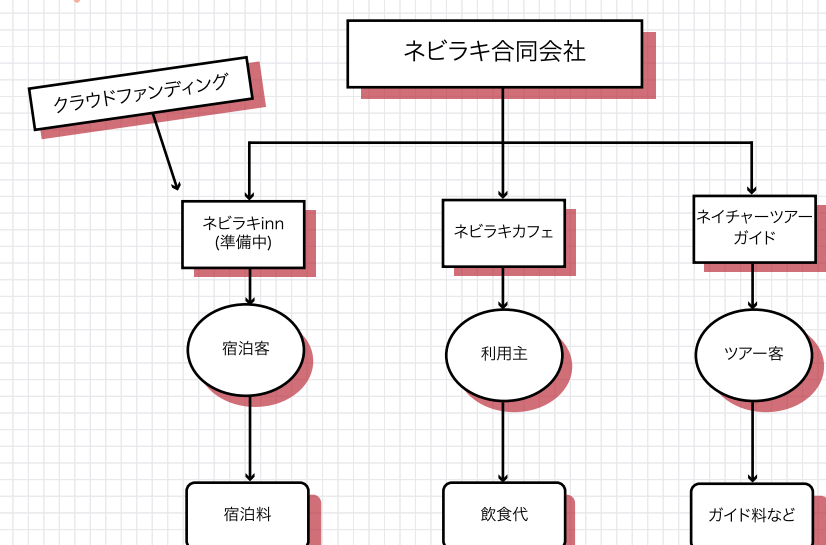 ネビラキ合同会社
クラウドファンディング
ネビラキinn
(準備中)
ネビラキカフェ
ネイチャーツアー
ガイド
宿泊客
利用主
ツアー客
宿泊料
飲食代
ガイド料など